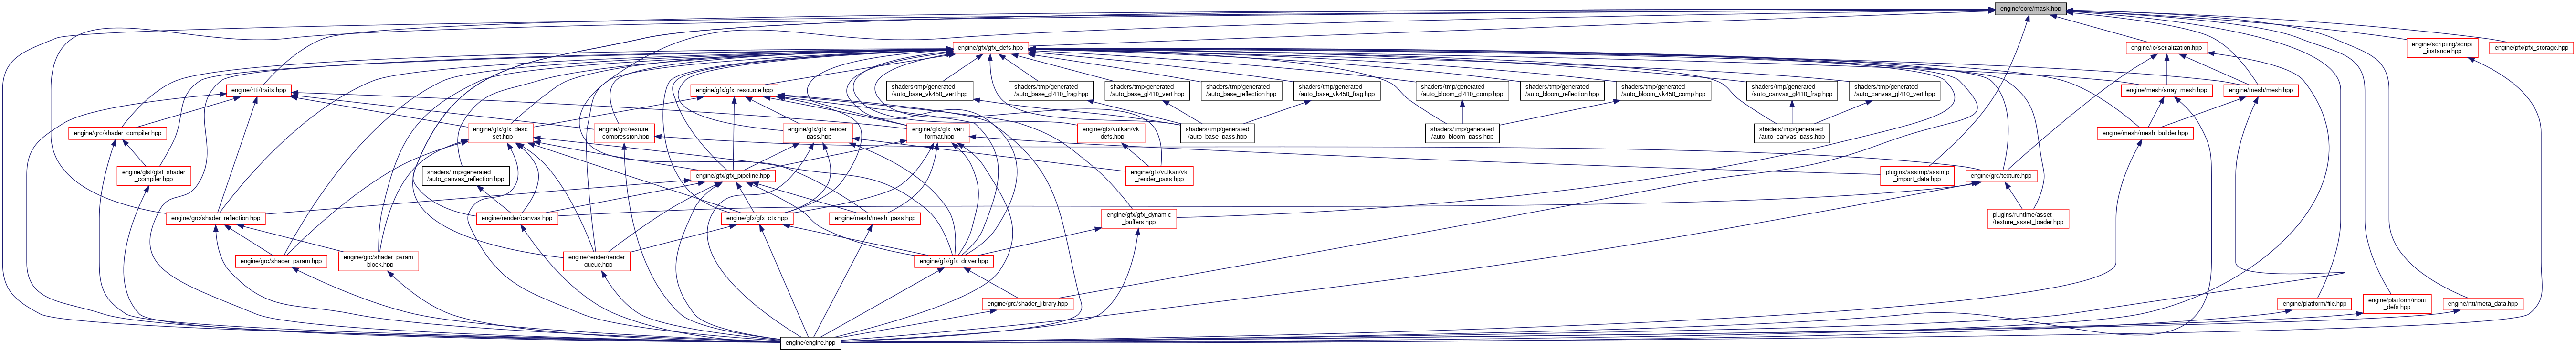 engine/core/mask.hpp
engine/gfx/gfx_defs.hpp
engine/io/serialization.hpp
engine/scripting/script
_instance.hpp
engine/pfx/pfx_storage.hpp
engine/rtti/traits.hpp
engine/gfx/gfx_resource.hpp
shaders/tmp/generated
/auto_base_vk450_vert.hpp
shaders/tmp/generated
/auto_base_gl410_frag.hpp
shaders/tmp/generated
/auto_base_gl410_vert.hpp
shaders/tmp/generated
/auto_base_reflection.hpp
shaders/tmp/generated
/auto_base_vk450_frag.hpp
shaders/tmp/generated
/auto_bloom_gl410_comp.hpp
shaders/tmp/generated
/auto_bloom_reflection.hpp
shaders/tmp/generated
/auto_bloom_vk450_comp.hpp
shaders/tmp/generated
/auto_canvas_gl410_frag.hpp
shaders/tmp/generated
/auto_canvas_gl410_vert.hpp
engine/mesh/array_mesh.hpp
engine/mesh/mesh.hpp
engine/grc/shader_compiler.hpp
engine/gfx/gfx_desc
_set.hpp
engine/grc/texture
_compression.hpp
engine/gfx/gfx_render
_pass.hpp
engine/gfx/gfx_vert
_format.hpp
engine/gfx/vulkan/vk
_defs.hpp
shaders/tmp/generated
/auto_base_pass.hpp
shaders/tmp/generated
/auto_bloom_pass.hpp
shaders/tmp/generated
/auto_canvas_pass.hpp
engine/mesh/mesh_builder.hpp
engine/glsl/glsl_shader
_compiler.hpp
shaders/tmp/generated
/auto_canvas_reflection.hpp
engine/gfx/gfx_pipeline.hpp
engine/gfx/vulkan/vk
_render_pass.hpp
plugins/assimp/assimp
_import_data.hpp
engine/grc/texture.hpp
engine/grc/shader_reflection.hpp
engine/render/canvas.hpp
engine/gfx/gfx_ctx.hpp
engine/mesh/mesh_pass.hpp
engine/gfx/gfx_dynamic
_buffers.hpp
plugins/runtime/asset
/texture_asset_loader.hpp
engine/grc/shader_param.hpp
engine/grc/shader_param
_block.hpp
engine/render/render
_queue.hpp
engine/gfx/gfx_driver.hpp
engine/grc/shader_library.hpp
engine/platform/file.hpp
engine/platform/input
_defs.hpp
engine/rtti/meta_data.hpp
engine/engine.hpp